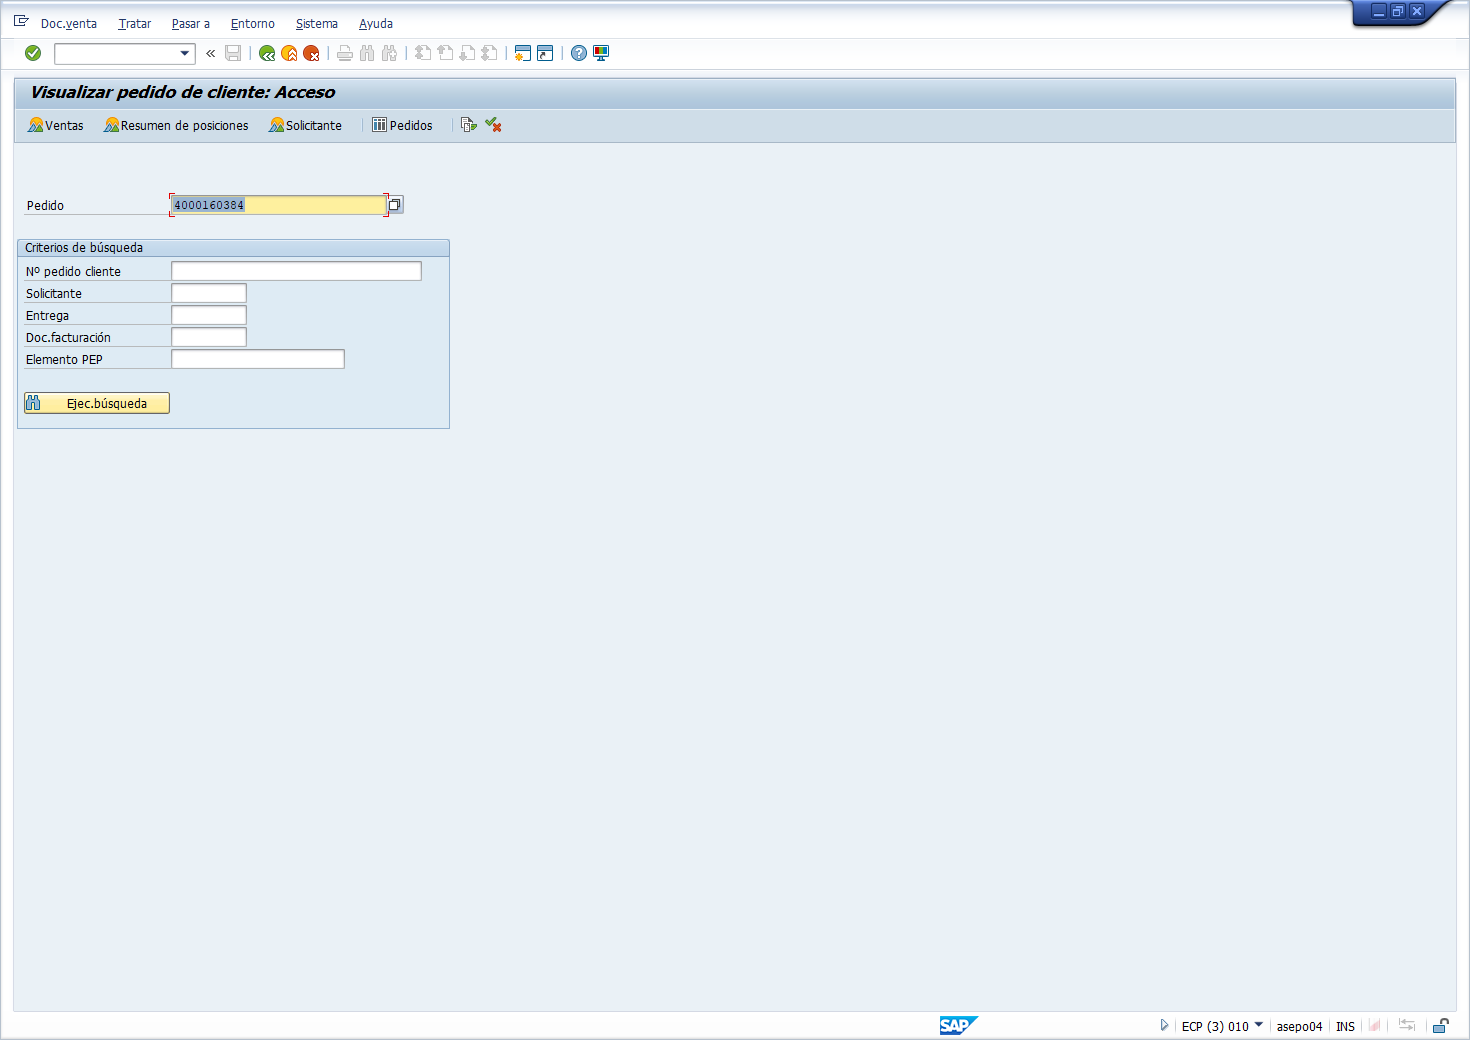 Doc.venta Tratar Pasar a Entorno Sistema Ayuda
Visualizar pedido de cliente: Acceso
Ventas Resumen de posiciones Solicitante Pedidos
Pedido 4000160384
Criterios de búsqueda
Nº pedido cliente
Solicitante
Entrega
Doc.facturación
Elemento PEP
Ejec.búsqueda
SAP ECP (3) 010 asepo04 INS